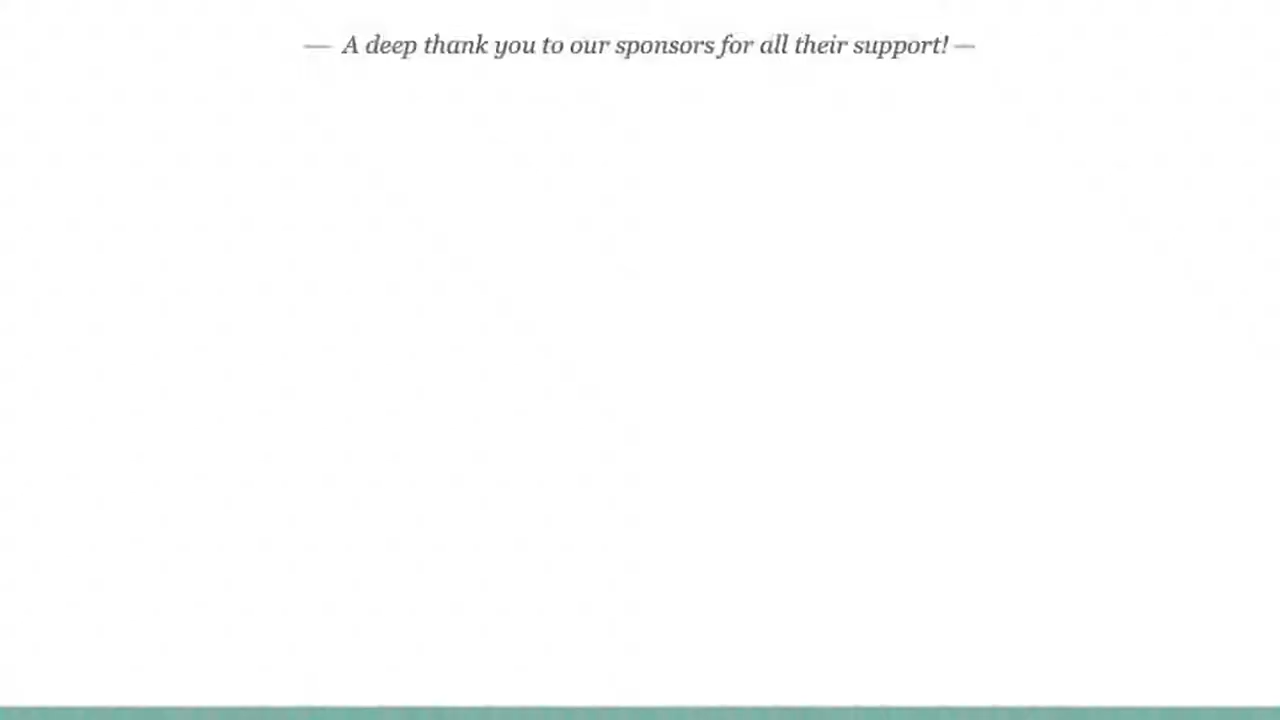 — A deep thank you to our sponsors for all their support! —